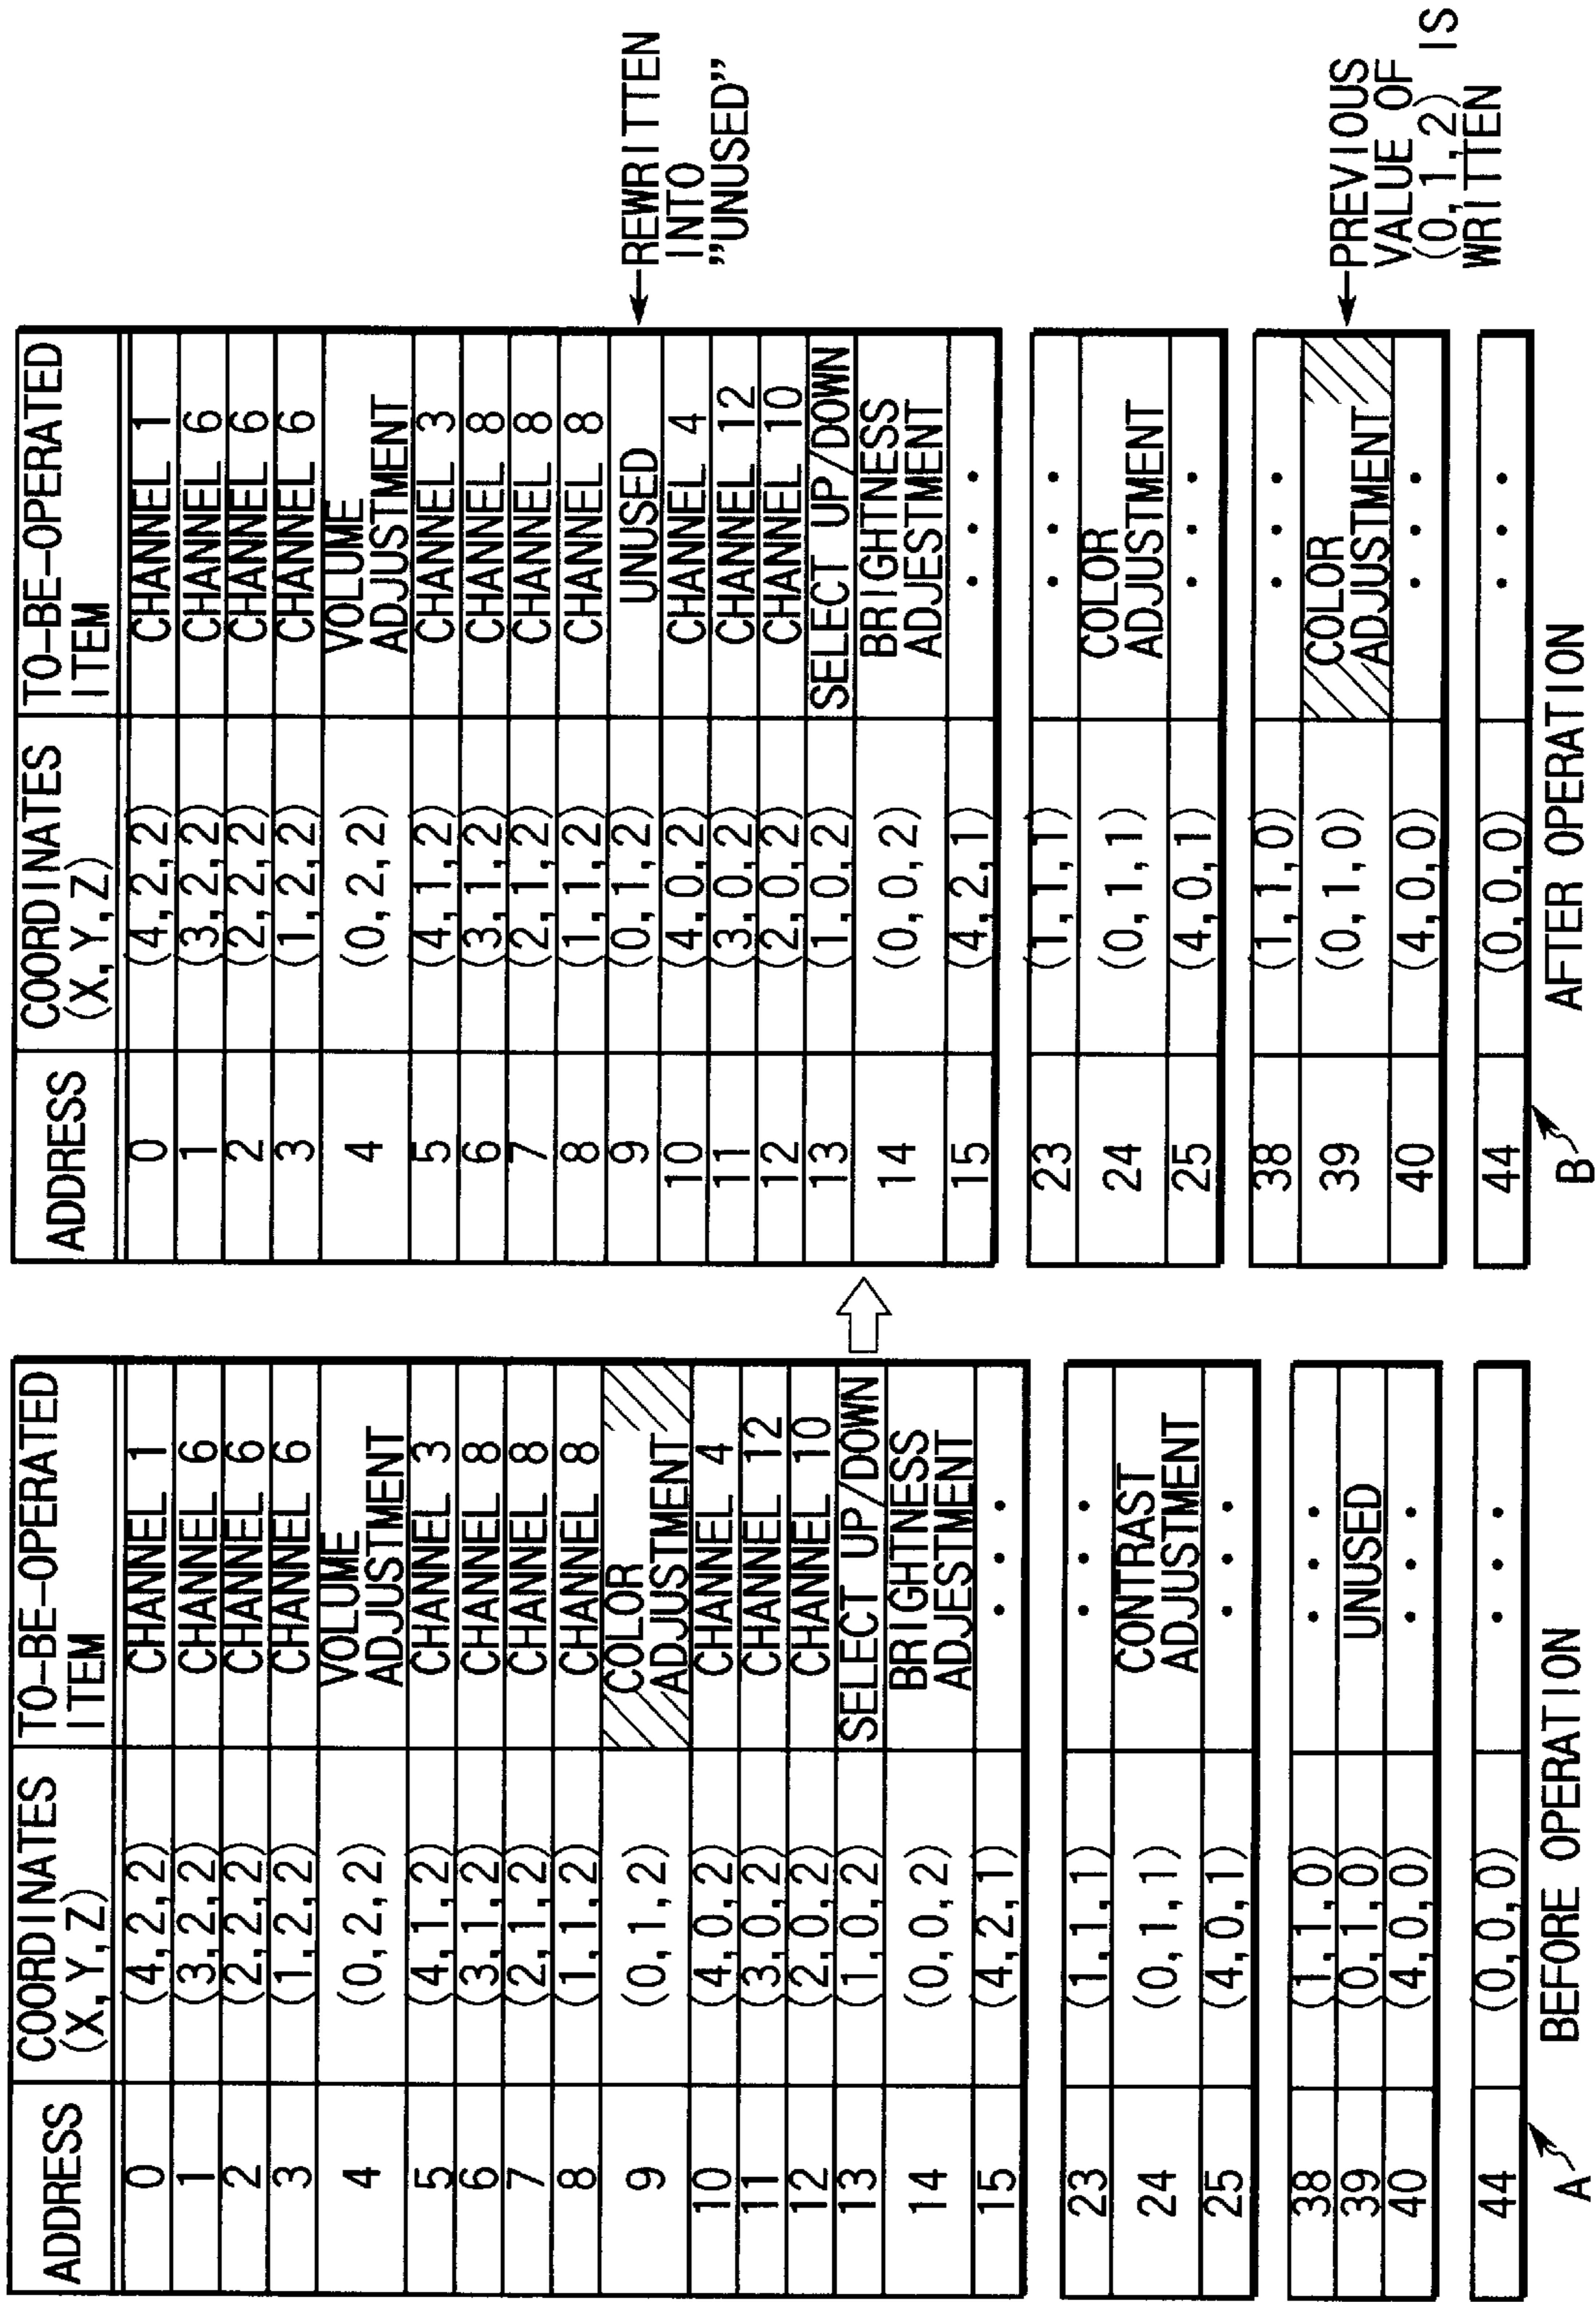 ADDRESS COORDINATES (X,Y,Z) TO-BE-OPERATED ITEM
0 (4,2,2) CHANNEL 1
1 (3,2,2) CHANNEL 6
2 (2,2,2) CHANNEL 6
3 (1,2,2) CHANNEL 6
4 (0,2,2) VOLUME ADJUSTMENT
5 (4,1,2) CHANNEL 3
6 (3,1,2) CHANNEL 8
7 (2,1,2) CHANNEL 8
8 (1,1,2) CHANNEL 8
9 (0,1,2) COLOR ADJUSTMENT
10 (4,0,2) CHANNEL 4
11 (3,0,2) CHANNEL 12
12 (2,0,2) CHANNEL 10
13 (1,0,2) SELECT UP/DOWN
14 (0,0,2) BRIGHTNESS ADJESTMENT
15 (4,2,1) . . .
23 (1,1,1) . . .
24 (0,1,1) CONTRAST ADJUSTMENT
25 (4,0,1) . . .
38 (1,1,0) . . .
39 (0,1,0) UNUSED
40 (4,0,0) . . .
44 (0,0,0) . . .
A BEFORE OPERATION
ADDRESS COORDINATES (X,Y,Z) TO-BE-OPERATED ITEM
0 (4,2,2) CHANNEL 1
1 (3,2,2) CHANNEL 6
2 (2,2,2) CHANNEL 6
3 (1,2,2) CHANNEL 6
4 (0,2,2) VOLUME ADJUSTMENT
5 (4,1,2) CHANNEL 3
6 (3,1,2) CHANNEL 8
7 (2,1,2) CHANNEL 8
8 (1,1,2) CHANNEL 8
9 (0,1,2) UNUSED
10 (4,0,2) CHANNEL 4
11 (3,0,2) CHANNEL 12
12 (2,0,2) CHANNEL 10
13 (1,0,2) SELECT UP/DOWN
14 (0,0,2) BRIGHTNESS ADJESTMENT
15 (4,2,1) . . .
23 (1,1,1) . . .
24 (0,1,1) COLOR ADJUSTMENT
25 (4,0,1) . . .
38 (1,1,0) . . .
39 (0,1,0) COLOR ADJUSTMENT
40 (4,0,0) . . .
44 (0,0,0) . . .
B AFTER OPERATION
REWRITTEN
INTO
"UNUSED"
PREVIOUS
VALUE OF
(0,1,2) IS
WRITTEN